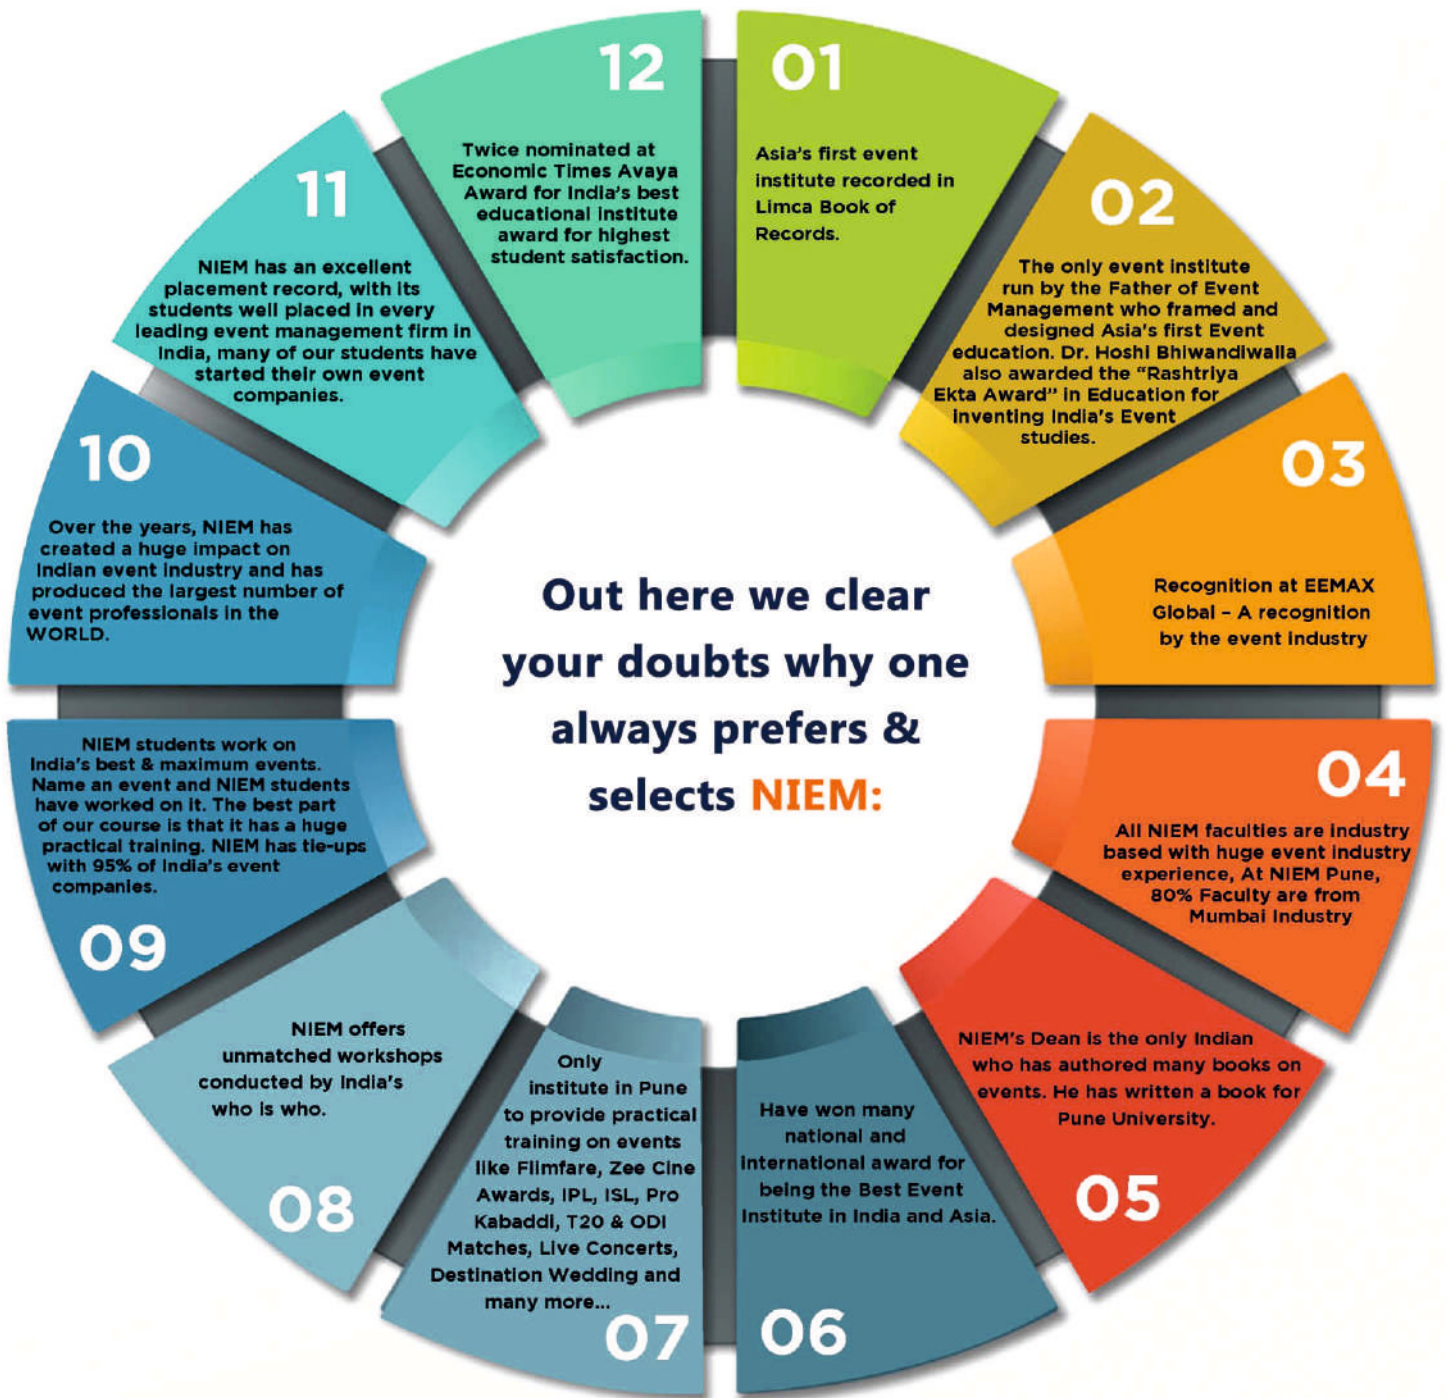 Out here we clear
your doubts why one
always prefers &
selects NIEM:
01
Asia's first event
institute recorded in
Limca Book of
Records.
02
The only event institute
run by the Father of Event
Management who framed and
designed Asia's first Event
education. Dr. Hoshi Bhiwandiwalla
also awarded the “Rashtriya
Ekta Award” in Education for
inventing India's Event
studies.
03
Recognition at EEMAX
Global – A recognition
by the event industry
04
All NIEM faculties are industry
based with huge event industry
experience, At NIEM Pune,
80% Faculty are from
Mumbai Industry
NIEM's Dean is the only Indian
who has authored many books on
events. He has written a book for
Pune University.
05
Have won many
national and
international award for
being the Best Event
Institute in India and Asia.
06
Only
institute in Pune
to provide practical
training on events
like Filmfare, Zee Cine
Awards, IPL, ISL, Pro
Kabaddi, T20 & ODI
Matches, Live Concerts,
Destination Wedding and
many more...
07
NIEM offers
unmatched workshops
conducted by India's
who is who.
08
NIEM students work on
India's best & maximum events.
Name an event and NIEM students
have worked on it. The best part
of our course is that it has a huge
practical training. NIEM has tie-ups
with 95% of India's event
companies.
09
10
Over the years, NIEM has
created a huge impact on
Indian event industry and has
produced the largest number of
event professionals in the
WORLD.
11
NIEM has an excellent
placement record, with its
students well placed in every
leading event management firm in
India, many of our students have
started their own event
companies.
12
Twice nominated at
Economic Times Avaya
Award for India's best
educational institute
award for highest
student satisfaction.